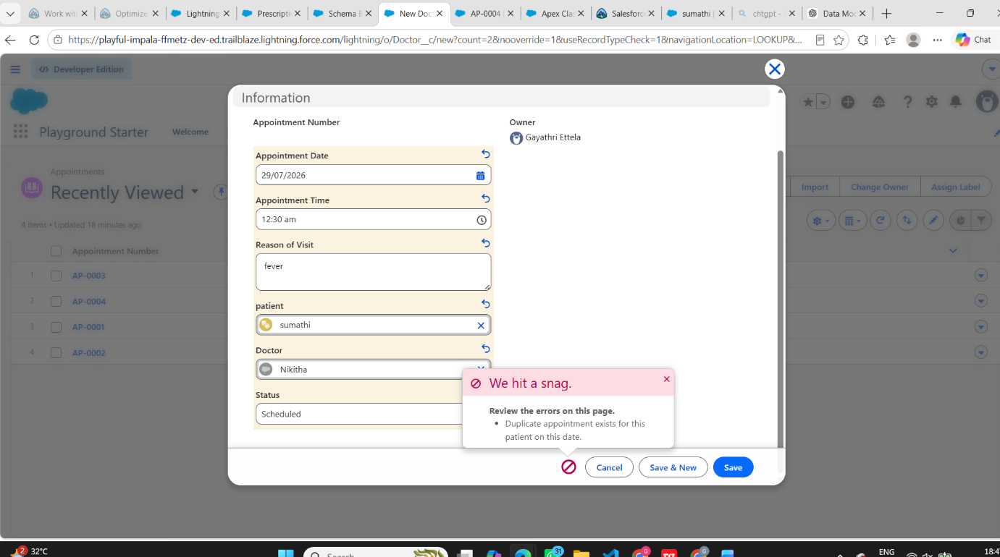 Work with
Optimize
Lightning
Prescripti
Schema B
New Doc
AP-0004 |
Apex Clas
Salesforc
sumathi |
chtgpt -
Data Mod
https://playful-impala-ffmetz-dev-ed.trailblaze.lightning.force.com/lightning/o/Doctor__c/new?count=2&nooverride=1&useRecordTypeCheck=1&navigationLocation=LOOKUP&...
Chat
</> Developer Edition
Playground Starter
Welcome
Appointments
Recently Viewed
4 items • Updated 18 minutes ago
Import
Change Owner
Assign Label
Appointment Number
1 AP-0003
2 AP-0004
3 AP-0001
4 AP-0002
Information
Appointment Number
Owner
Gayathri Ettela
Appointment Date
29/07/2026
Appointment Time
12:30 am
Reason of Visit
fever
patient
sumathi
Doctor
Nikitha
Status
Scheduled
We hit a snag.
Review the errors on this page.
• Duplicate appointment exists for this
patient on this date.
Cancel
Save & New
Save
2
32°C
Search
31
G
G
ENG
18:4